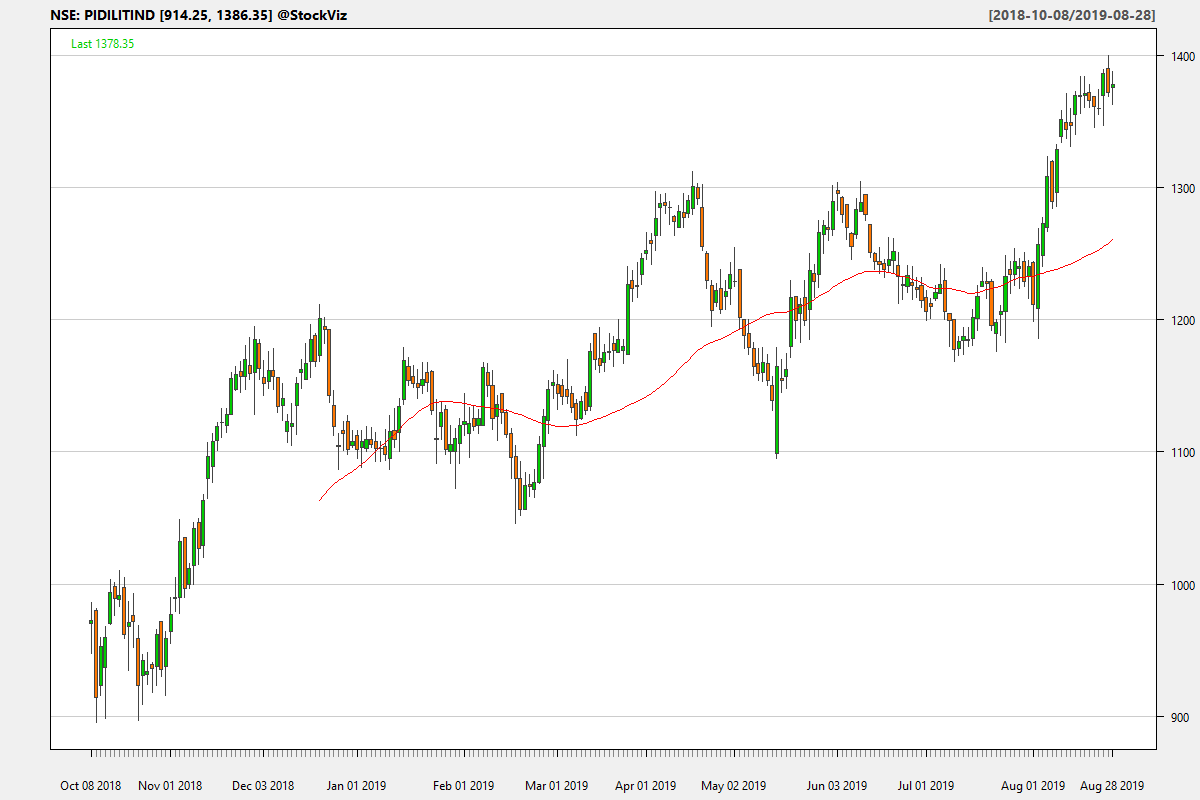 NSE: PIDILITIND [914.25, 1386.35] @StockViz
[2018-10-08/2019-08-28]
Last 1378.35
1400
1300
1200
1100
1000
900
Oct 08 2018 Nov 01 2018 Dec 03 2018 Jan 01 2019 Feb 01 2019 Mar 01 2019 Apr 01 2019 May 02 2019 Jun 03 2019 Jul 01 2019 Aug 01 2019 Aug 28 2019